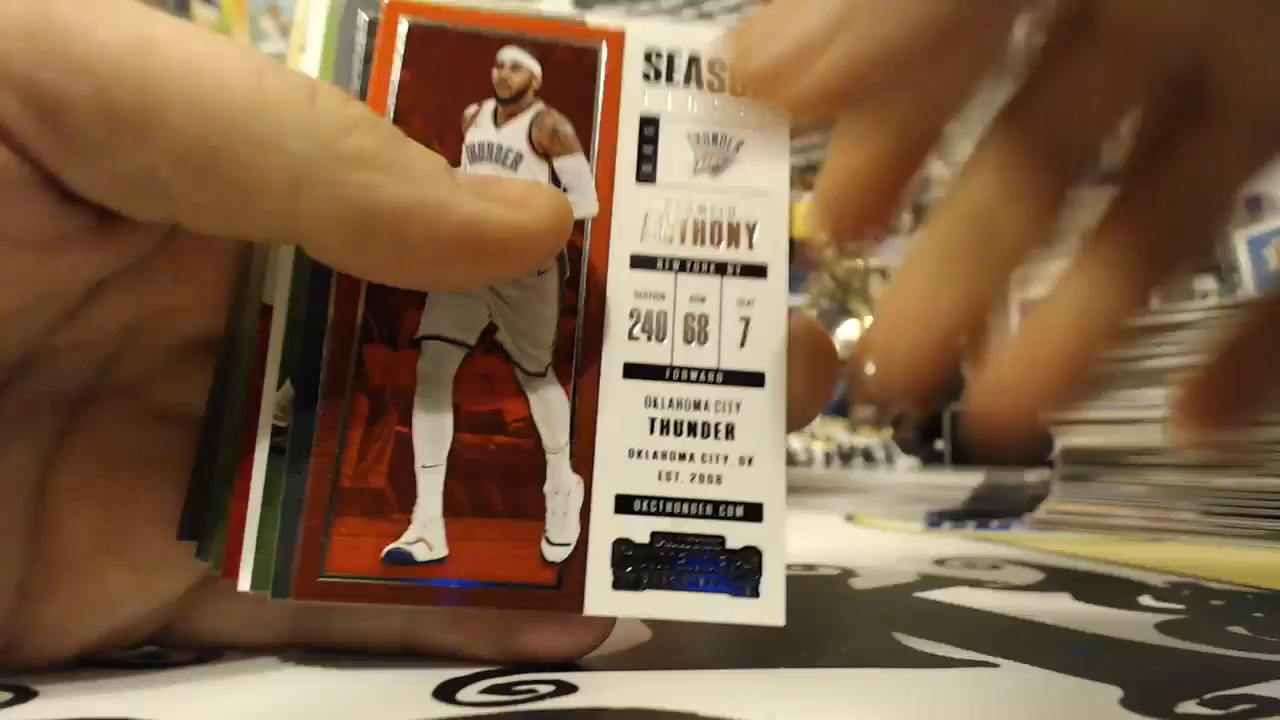 SEAS
THUNDER
THUNDER
ANTHONY
NEW YORK, NY
SECTION ROW SEAT
240 68 7
FORWARD
OKLAHOMA CITY
THUNDER
OKLAHOMA CITY, OK
EST. 2008
OKCTHUNDER.COM